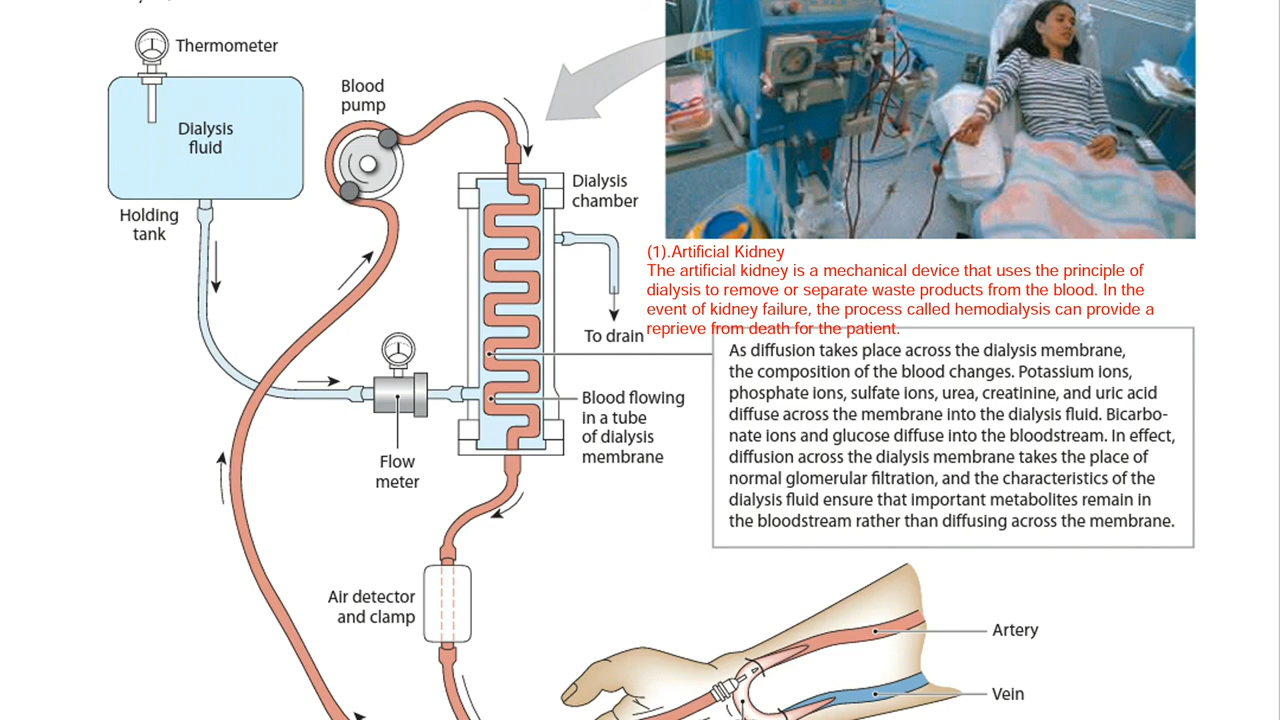 Thermometer
Dialysis
fluid
Holding
tank
Blood
pump
Dialysis
chamber
To drain
(1).Artificial Kidney
The artificial kidney is a mechanical device that uses the principle of
dialysis to remove or separate waste products from the blood. In the
event of kidney failure, the process called hemodialysis can provide a
reprieve from death for the patient.
As diffusion takes place across the dialysis membrane,
the composition of the blood changes. Potassium ions,
phosphate ions, sulfate ions, urea, creatinine, and uric acid
diffuse across the membrane into the dialysis fluid. Bicarbo-
nate ions and glucose diffuse into the bloodstream. In effect,
diffusion across the dialysis membrane takes the place of
normal glomerular filtration, and the characteristics of the
dialysis fluid ensure that important metabolites remain in
the bloodstream rather than diffusing across the membrane.
Blood flowing
in a tube
of dialysis
membrane
Flow
meter
Air detector
and clamp
Artery
Vein